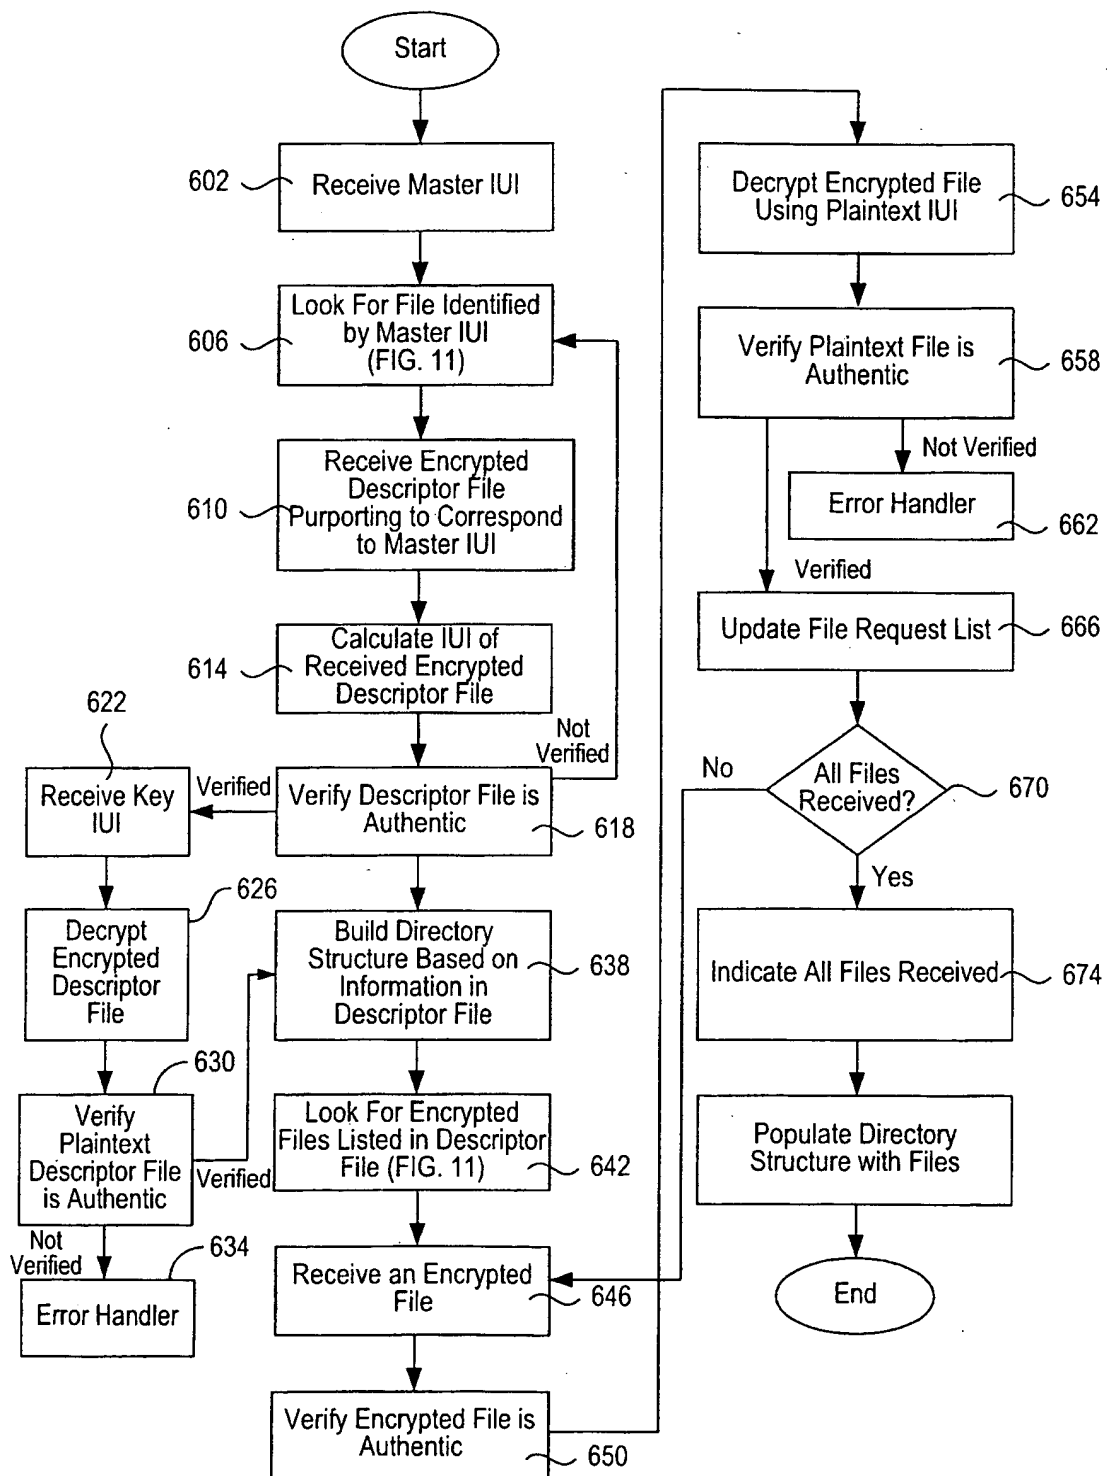 Start
602
Receive Master IUI
606
Look For File Identified
by Master IUI
(FIG. 11)
610
Receive Encrypted
Descriptor File
Purporting to Correspond
to Master IUI
614
Calculate IUI of
Received Encrypted
Descriptor File
Not
Verified
622
Receive Key
IUI
Verified
Verify Descriptor File is
Authentic
618
626
Decrypt
Encrypted
Descriptor
File
Build Directory
Structure Based on
Information in
Descriptor File
638
630
Verify
Plaintext
Descriptor File
is Authentic
Verified
Look For Encrypted
Files Listed in Descriptor
File (FIG. 11)
642
Not
Verified
634
Error Handler
Receive an Encrypted
File
646
Verify Encrypted File is
Authentic
650
Decrypt Encrypted File
Using Plaintext IUI
654
Verify Plaintext File is
Authentic
658
Not Verified
Error Handler
662
Verified
Update File Request List
666
No
All Files
Received?
670
Yes
Indicate All Files Received
674
Populate Directory
Structure with Files
End